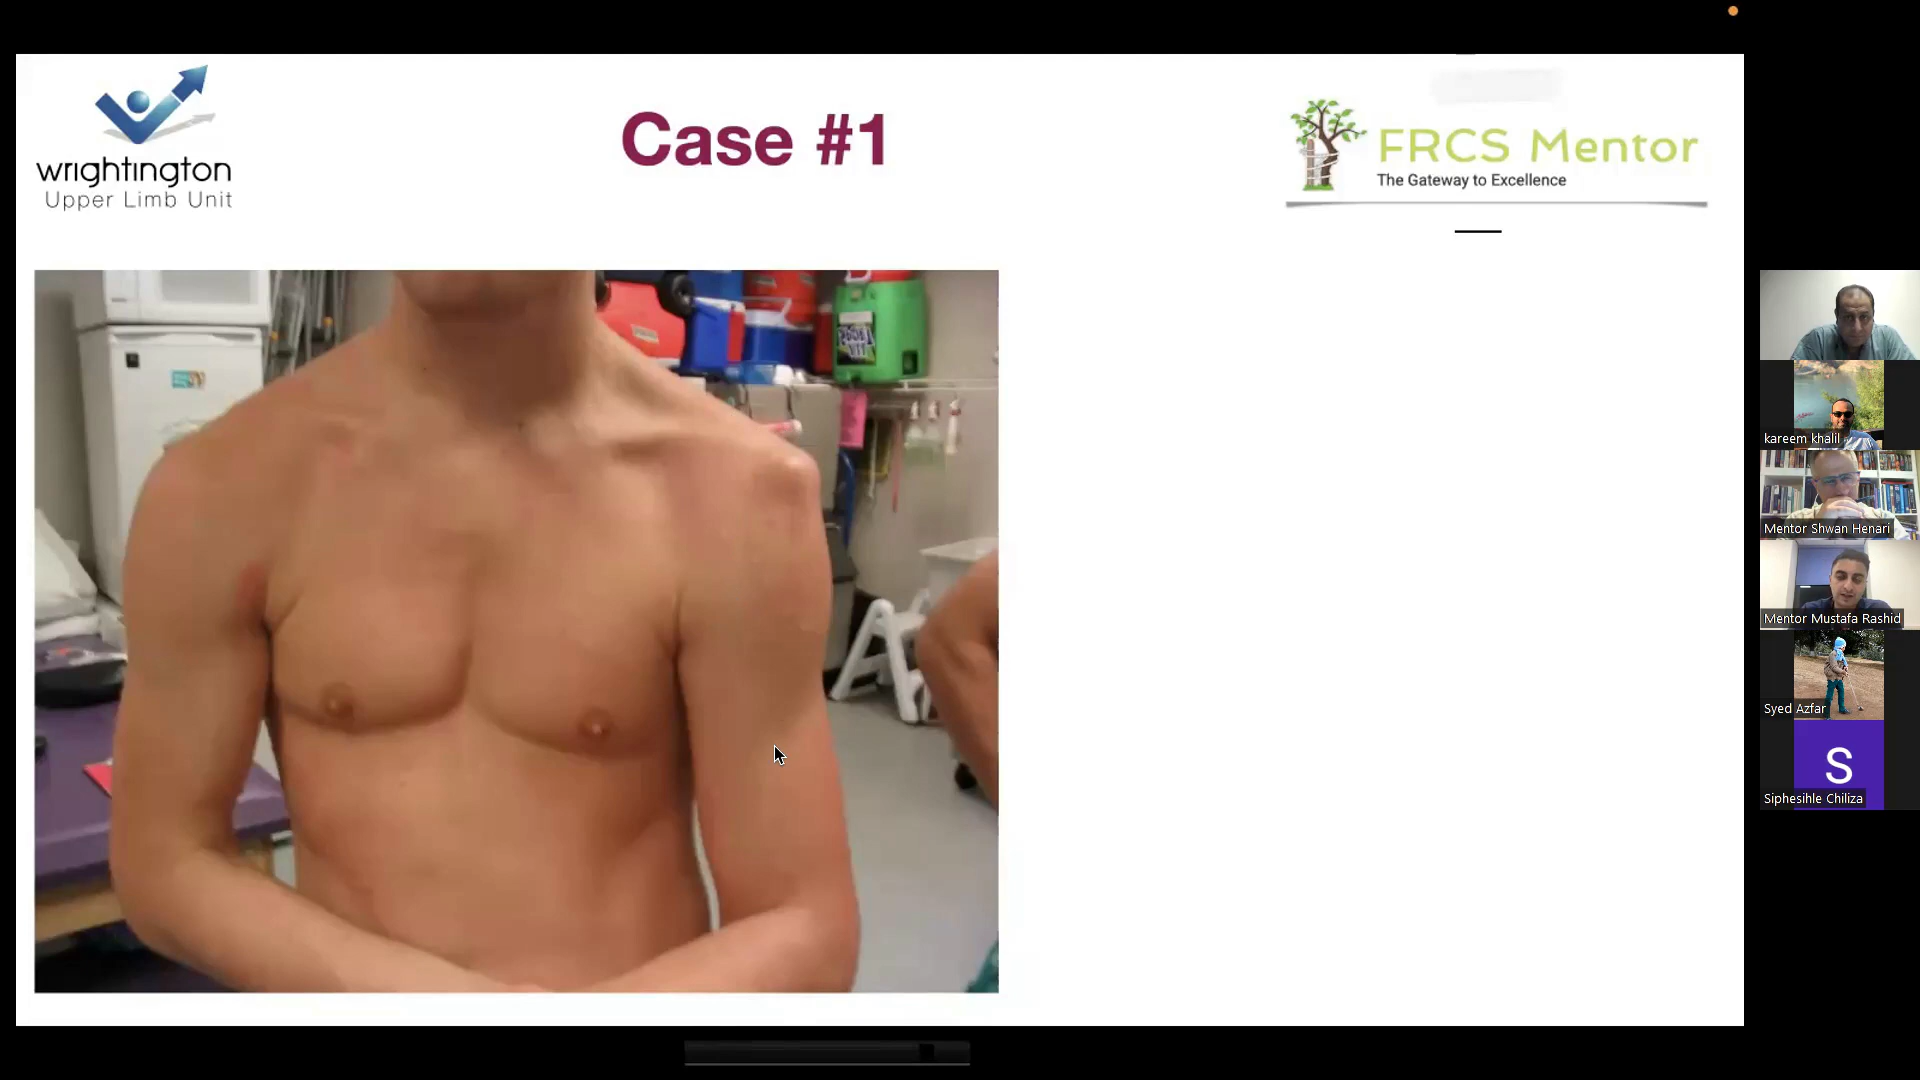 wrightington
Upper Limb Unit
Case #1
FRCS Mentor
The Gateway to Excellence
kareem khalil
Mentor Shwan Henari
Mentor Mustafa Rashid
Syed Azfar
S
Siphesihle Chiliza